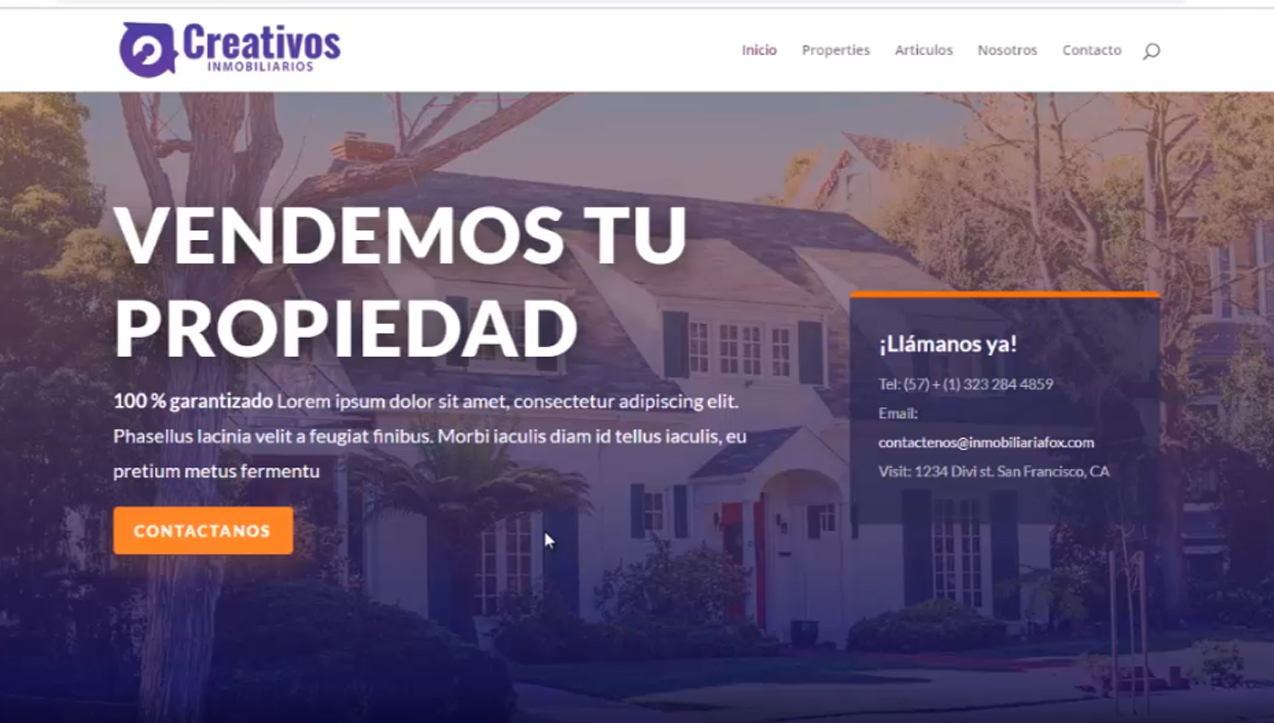 Creativos
INMOBILIARIOS
Inicio
Properties
Articulos
Nosotros
Contacto
VENDEMOS TU
PROPIEDAD
100 % garantizado Lorem ipsum dolor sit amet, consectetur adipiscing elit.
Phasellus lacinia velit a feugiat finibus. Morbi iaculis diam id tellus iaculis, eu
pretium metus fermentu
CONTACTANOS
¡Llámanos ya!
Tel: (57) + (1) 323 284 4859
Email:
contactenos@inmobiliariafox.com
Visit: 1234 Divi st. San Francisco, CA